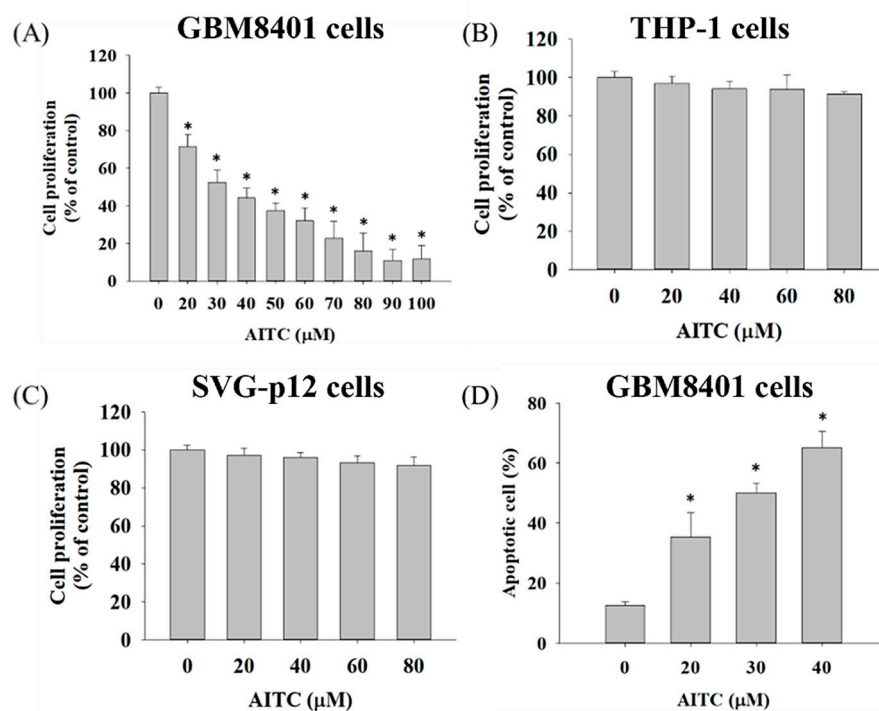 (A) GBM8401 cells
Cell proliferation
(% of control)
120
100
80
60
40
20
0
* * * * * * * * *
0 20 30 40 50 60 70 80 90 100
AITC (μM)
(B) THP-1 cells
Cell proliferation
(% of control)
120
100
80
60
40
20
0
0 20 40 60 80
AITC (μM)
(C) SVG-p12 cells
Cell proliferation
(% of control)
120
100
80
60
40
20
0
0 20 40 60 80
AITC (μM)
(D) GBM8401 cells
Apoptotic cell (%)
80
60
40
20
0
* * *
0 20 30 40
AITC (μM)